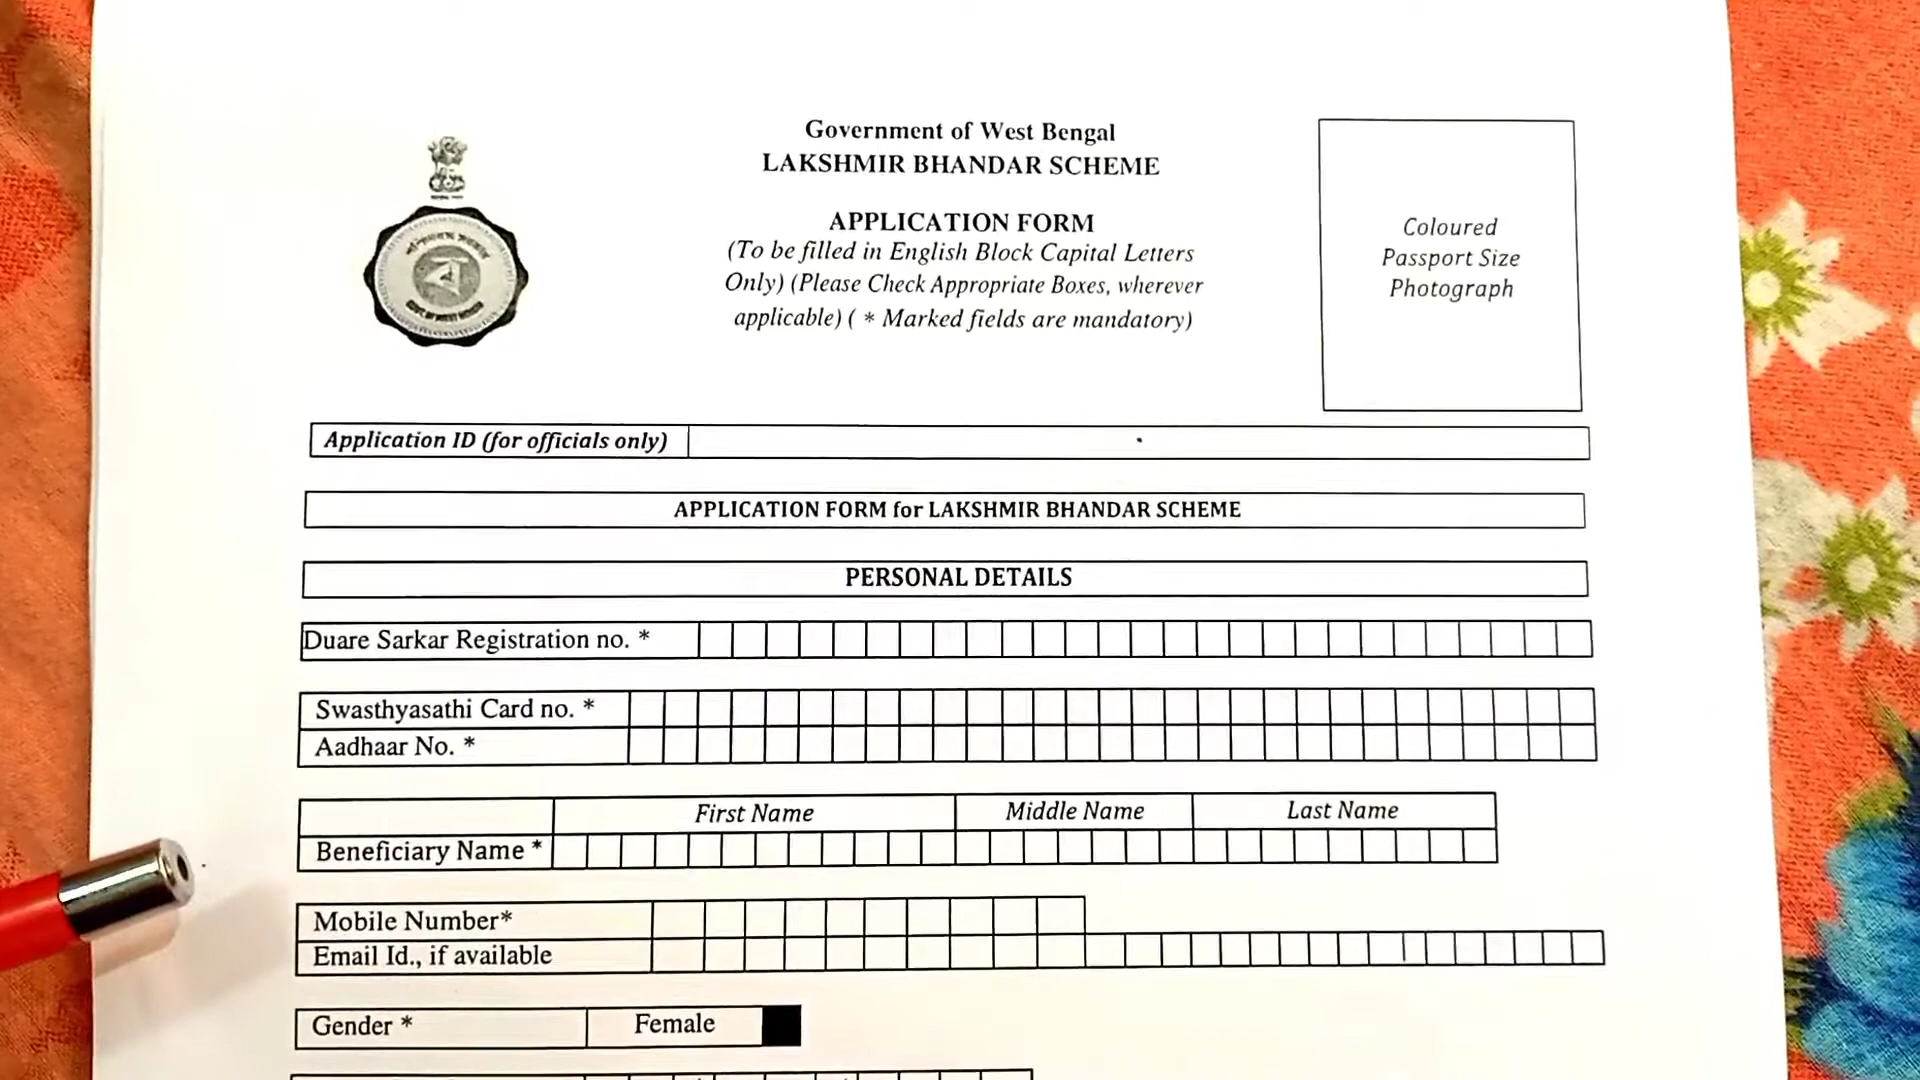 Government of West Bengal
LAKSHMIR BHANDAR SCHEME
APPLICATION FORM
(To be filled in English Block Capital Letters
Only) (Please Check Appropriate Boxes, wherever
applicable) ( * Marked fields are mandatory)
Coloured
Passport Size
Photograph
Application ID (for officials only)
APPLICATION FORM for LAKSHMIR BHANDAR SCHEME
PERSONAL DETAILS
Duare Sarkar Registration no. *
Swasthyasathi Card no. *
Aadhaar No. *
First Name Middle Name Last Name
Beneficiary Name *
Mobile Number*
Email Id., if available
Gender * Female